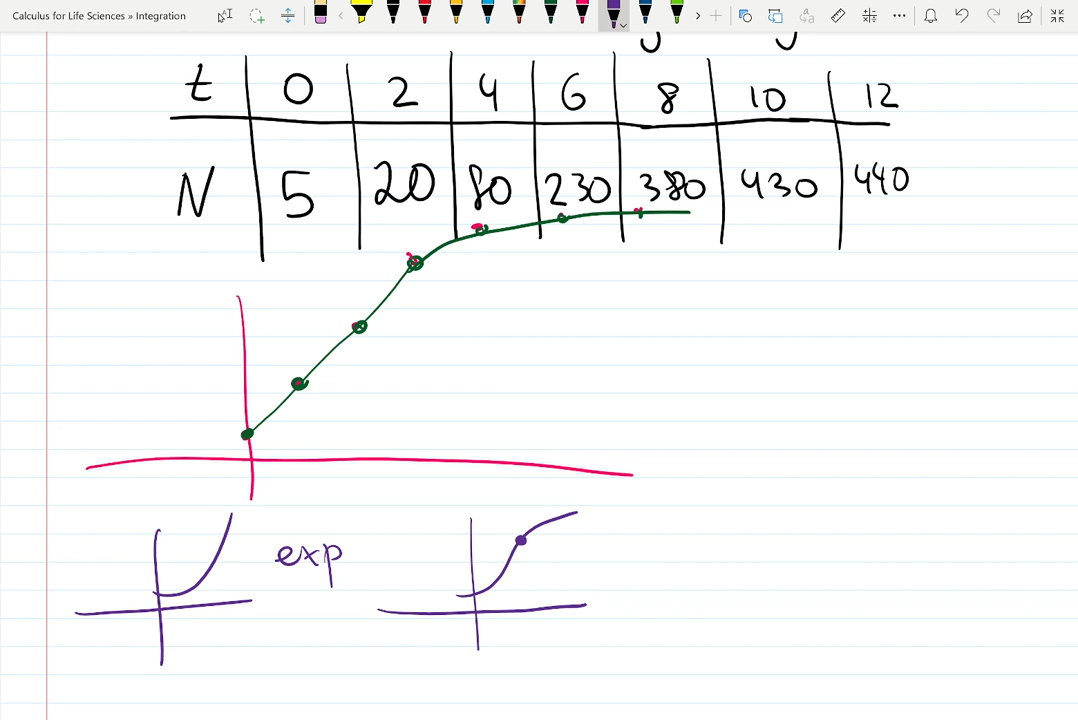 Calculus for Life Sciences » Integration
t 0 2 4 6 8 10 12
N 5 20 80 230 380 430 440
exp